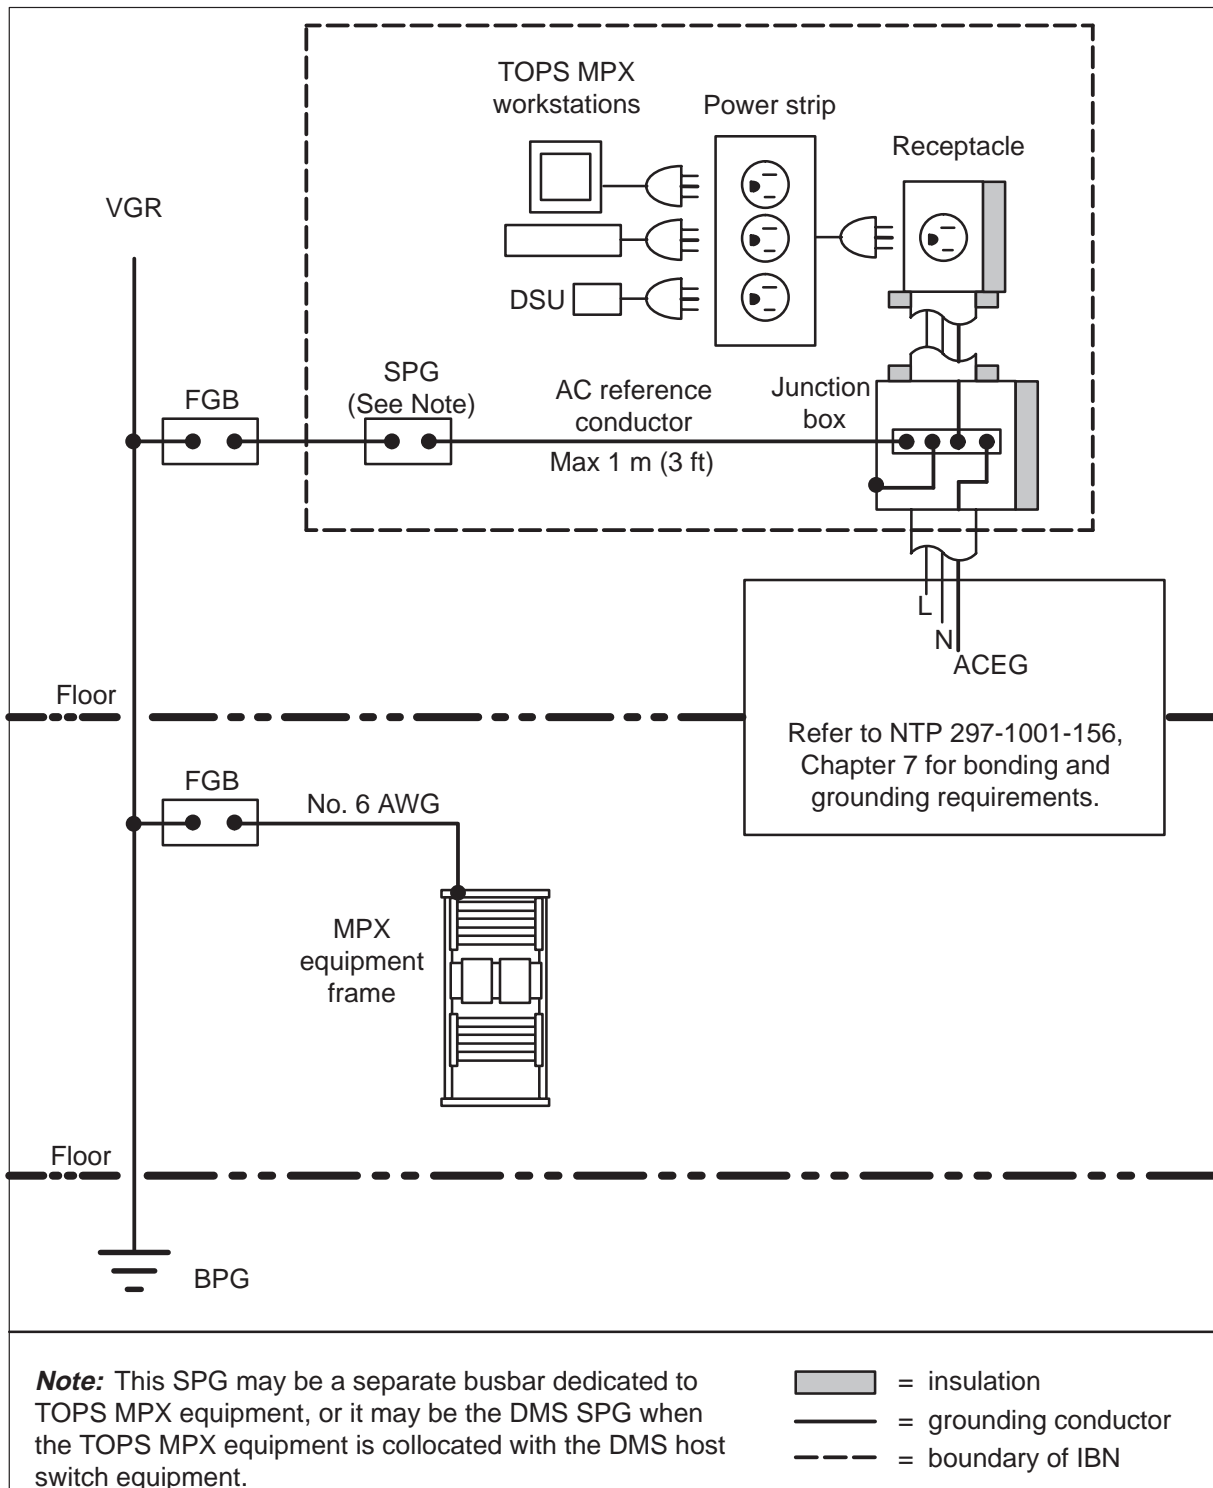 TOPS MPX
workstations
Power strip
Receptacle
VGR
DSU
FGB
SPG
(See Note)
AC reference
conductor
Max 1 m (3 ft)
Junction
box
L
N
ACEG
Floor
Refer to NTP 297-1001-156,
Chapter 7 for bonding and
grounding requirements.
FGB
No. 6 AWG
MPX
equipment
frame
Floor
BPG
Note: This SPG may be a separate busbar dedicated to
TOPS MPX equipment, or it may be the DMS SPG when
the TOPS MPX equipment is collocated with the DMS host
switch equipment.
= insulation
= grounding conductor
= boundary of IBN